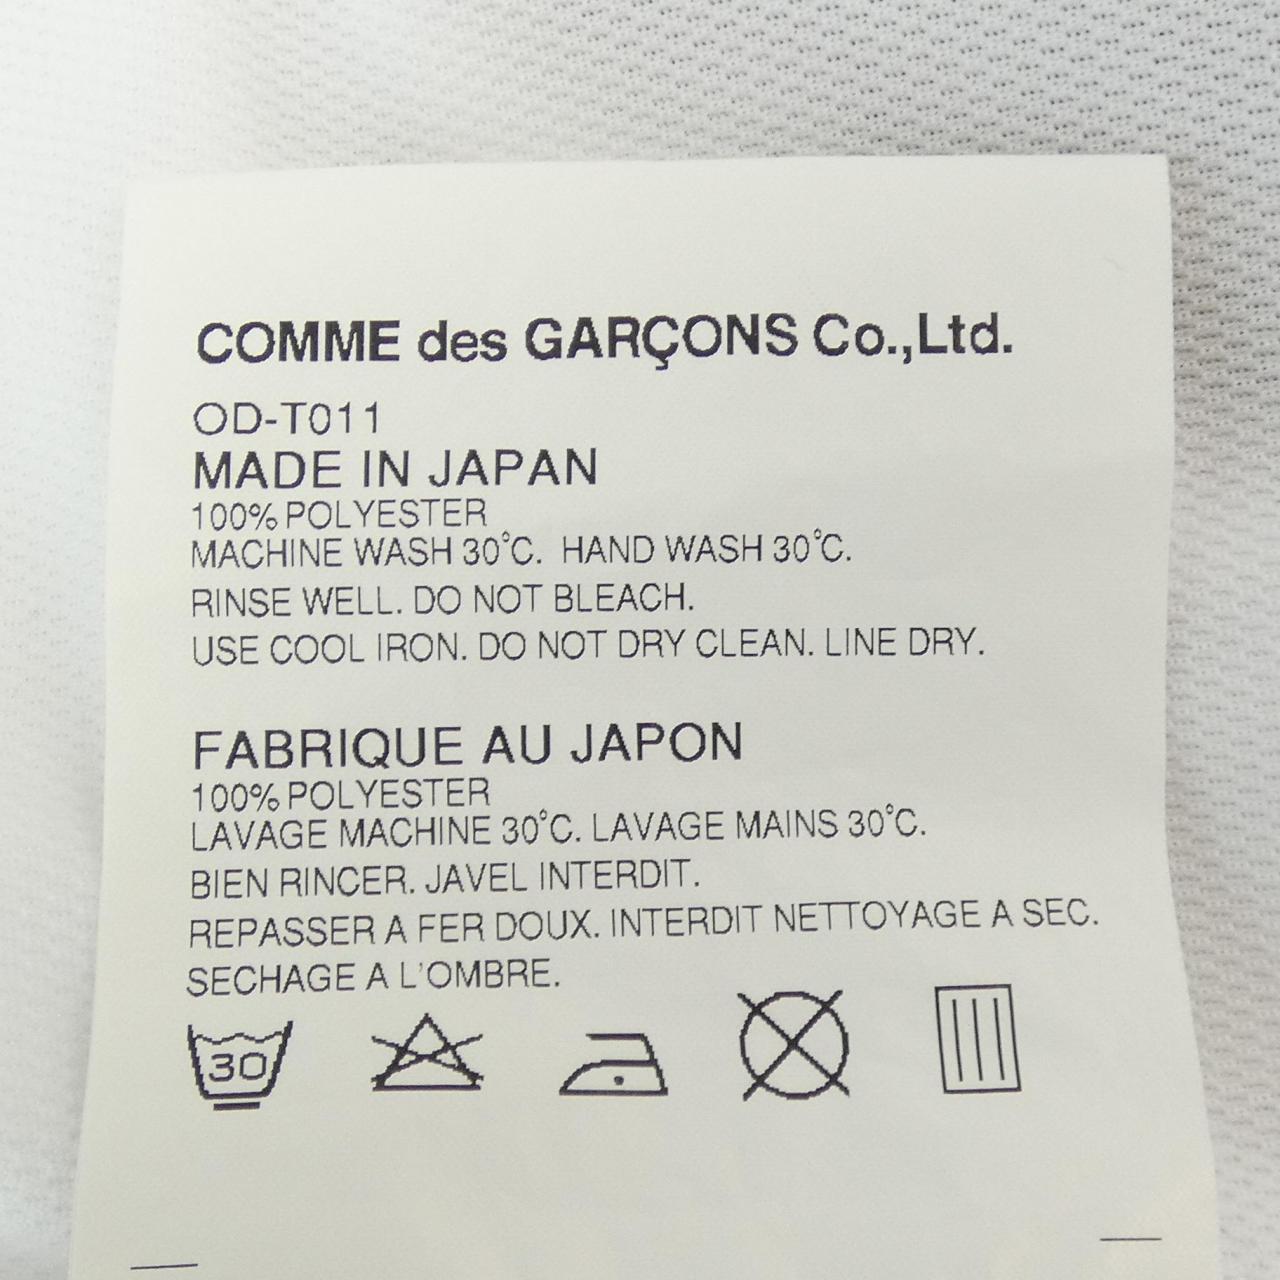 COMME des GARÇONS Co.,Ltd.
OD-T011
MADE IN JAPAN
100% POLYESTER
MACHINE WASH 30°C. HAND WASH 30°C.
RINSE WELL. DO NOT BLEACH.
USE COOL IRON. DO NOT DRY CLEAN. LINE DRY.
FABRIQUE AU JAPON
100% POLYESTER
LAVAGE MACHINE 30°C. LAVAGE MAINS 30°C.
BIEN RINCER. JAVEL INTERDIT.
REPASSER A FER DOUX. INTERDIT NETTOYAGE A SEC.
SECHAGE A L'OMBRE.
30